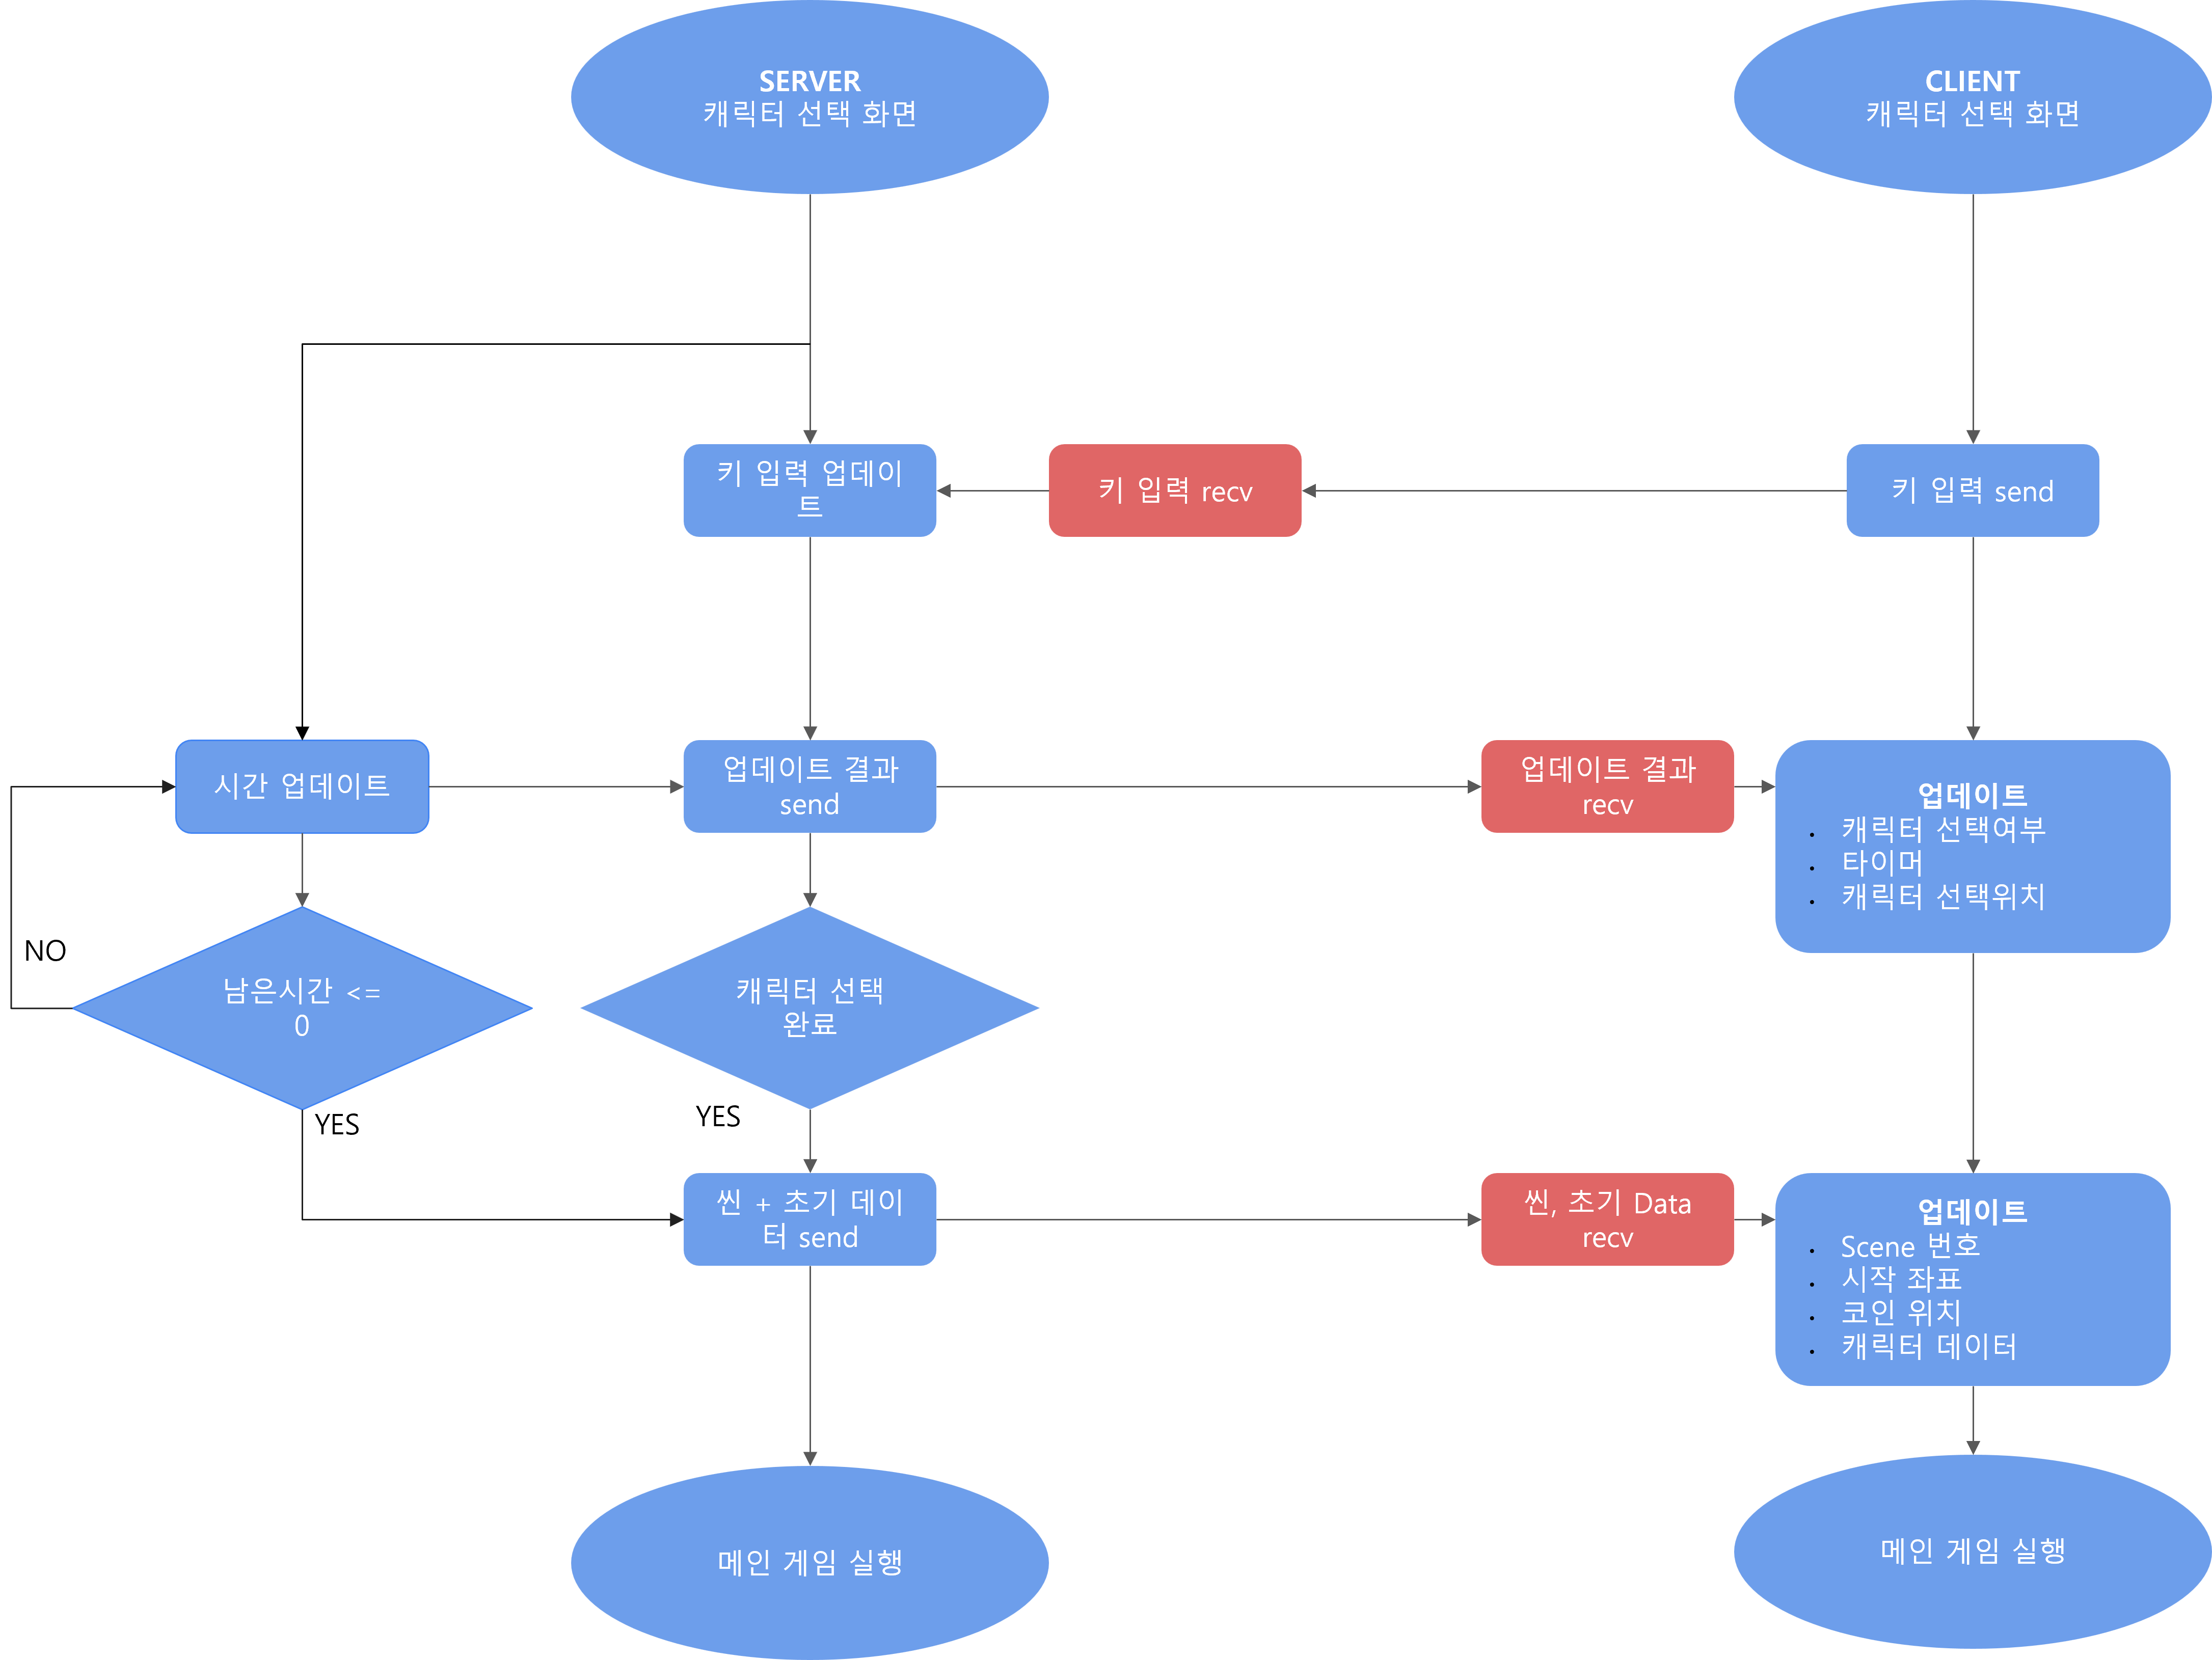 SERVER
캐릭터 선택 화면
CLIENT
캐릭터 선택 화면
키 입력 업데이
트
키 입력 recv
키 입력 send
시간 업데이트
업데이트 결과
send
업데이트 결과
recv
업데이트
• 캐릭터 선택여부
• 타이머
• 캐릭터 선택위치
NO
남은시간 <=
0
캐릭터 선택
완료
YES
YES
씬 + 초기 데이
터 send
씬, 초기 Data
recv
업데이트
• Scene 번호
• 시작 좌표
• 코인 위치
• 캐릭터 데이터
메인 게임 실행
메인 게임 실행